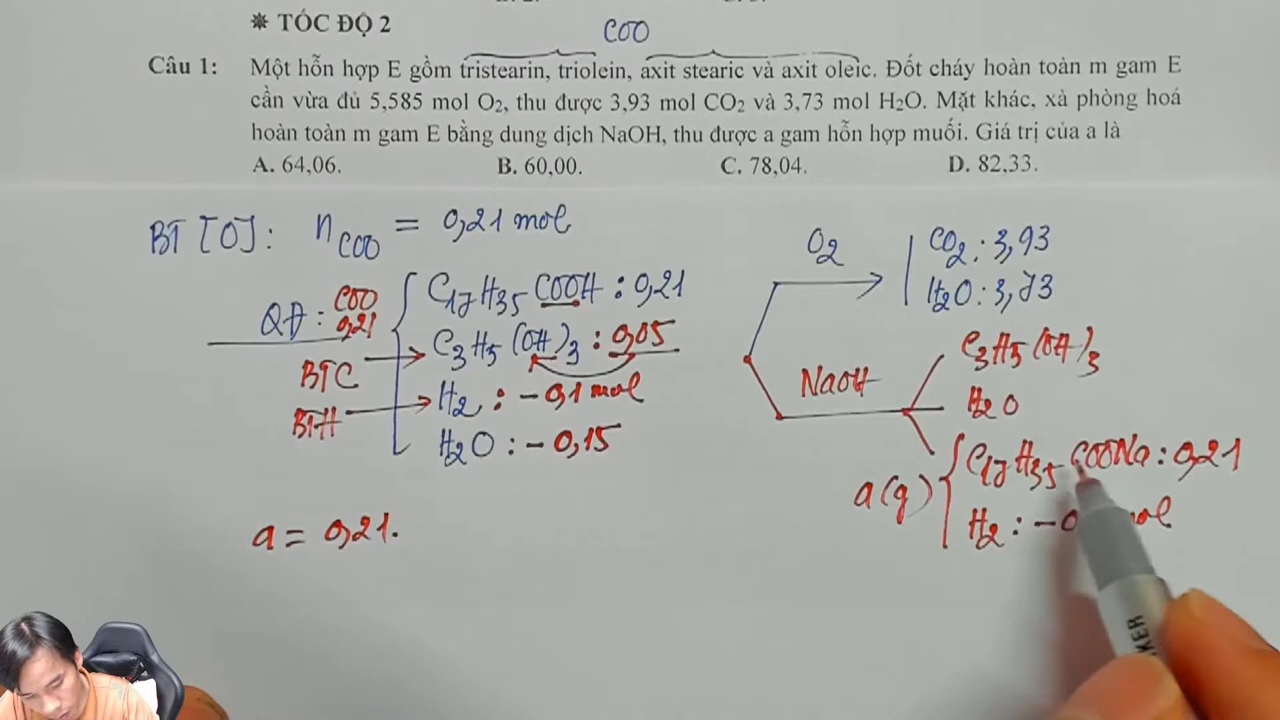 ✵ TỐC ĐỘ 2
COO
Câu 1: Một hỗn hợp E gồm tristearin, triolein, axit stearic và axit oleic. Đốt cháy hoàn toàn m gam E
cần vừa đủ 5,585 mol O2, thu được 3,93 mol CO2 và 3,73 mol H2O. Mặt khác, xà phòng hoá
hoàn toàn m gam E bằng dung dịch NaOH, thu được a gam hỗn hợp muối. Giá trị của a là
A. 64,06. B. 60,00. C. 78,04. D. 82,33.
BT [O]: nCOO = 0,21 mol
QĐ: COO 0,21
C17H35COOH : 0,21
BTC → C3H5(OH)3 : 0,05
BTH → H2 : -0,1 mol
H2O : -0,15
a = 0,21.
O2
CO2 : 3,93
H2O : 3,73
NaOH
C3H5(OH)3
H2O
a(g)
C17H35COONa : 0,21
H2 : -0
KER